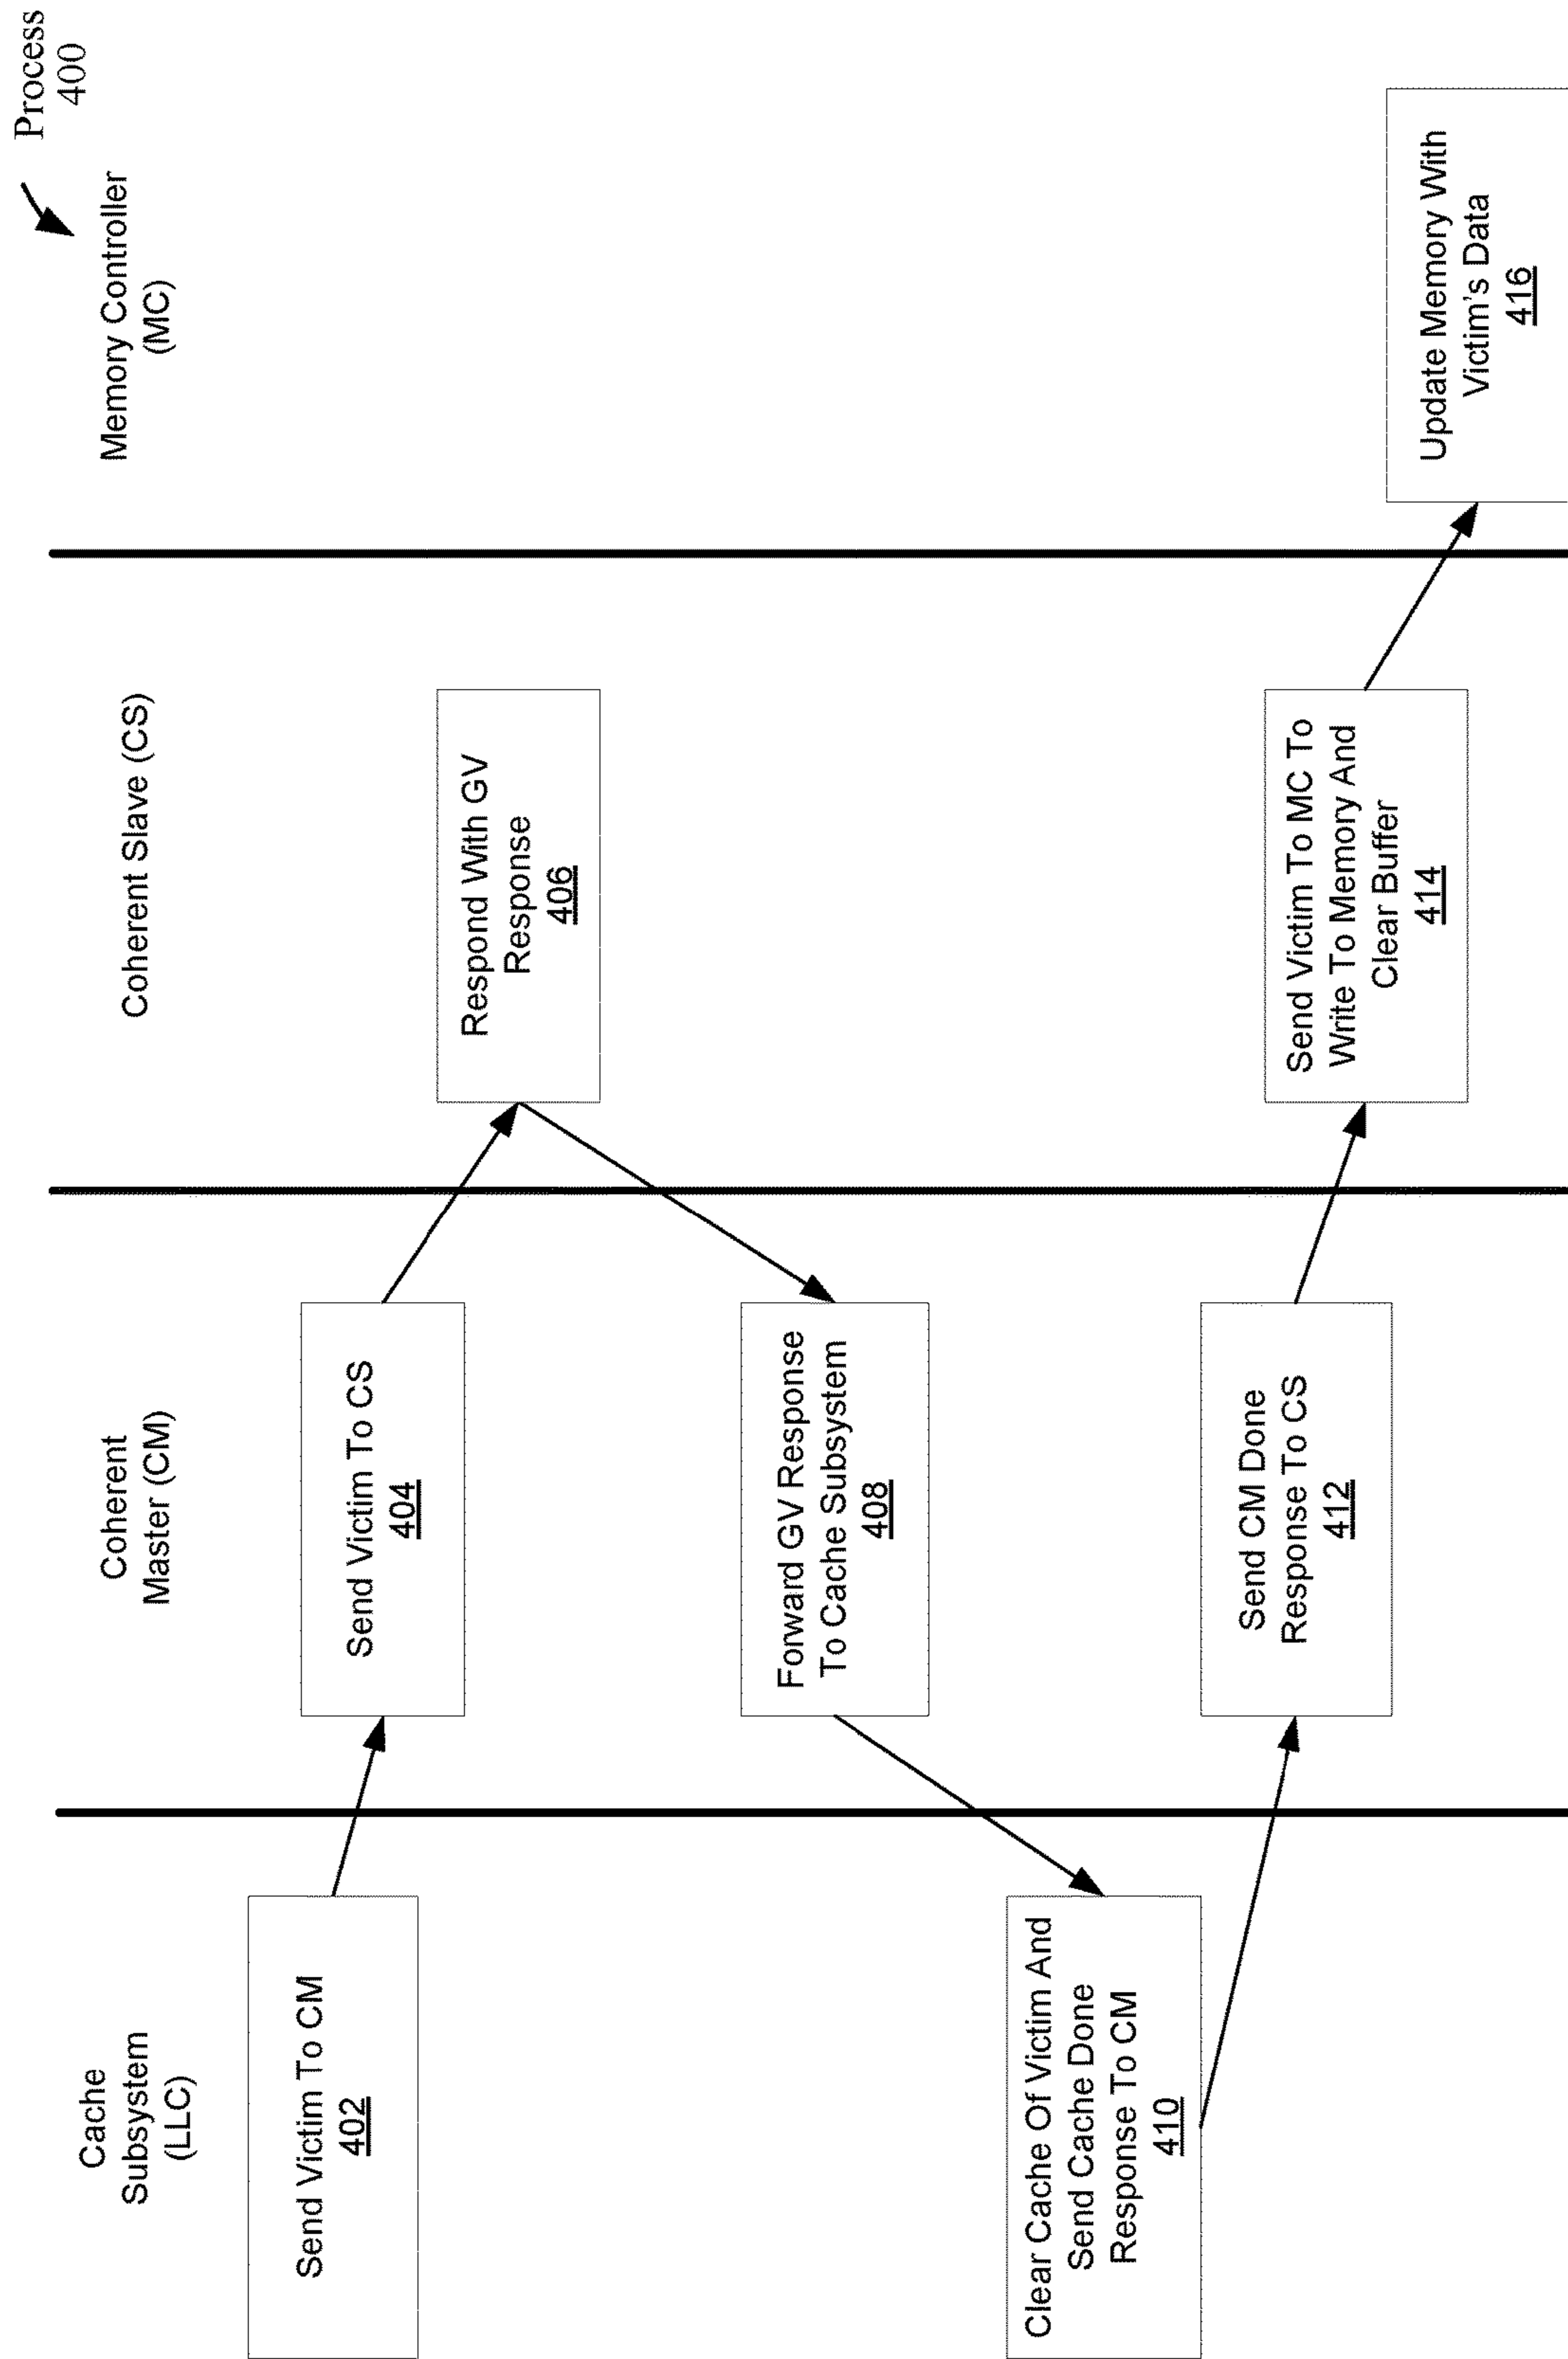 Process
400
Cache
Subsystem
(LLC)
Coherent
Master (CM)
Coherent Slave (CS)
Memory Controller
(MC)
Send Victim To CM
402
Send Victim To CS
404
Respond With GV
Response
406
Forward GV Response
To Cache Subsystem
408
Clear Cache Of Victim And
Send Cache Done
Response To CM
410
Send CM Done
Response To CS
412
Send Victim To MC To
Write To Memory And
Clear Buffer
414
Update Memory With
Victim's Data
416